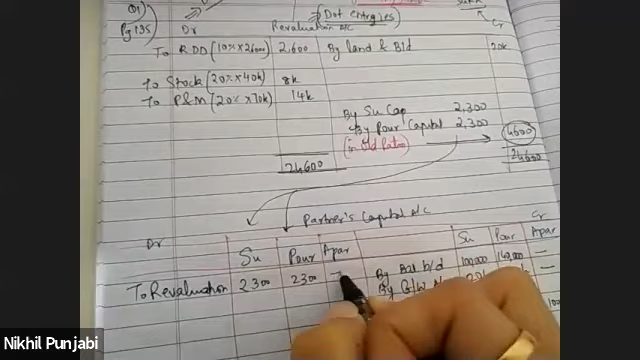 Q1)
Pg 135
Dot entries
Cr
Dr Revaluation A/C
To RDD (10% x 26000) 2,600 By land & Bld 20k
To Stock (20% x 40k) 8k
To P&M (20% x 70k) 14k
By Su Cap 2,300
By Pour Capital 2,300
(in Old Ratio) 4600
24600 24600
Partner's Capital A/C
Dr Cr
Su Pour Apar Su Pour Apar
To Revaluation 2300 2300 - By Bal b/d 100,000 140,000 -
By G/W
Nikhil Punjabi